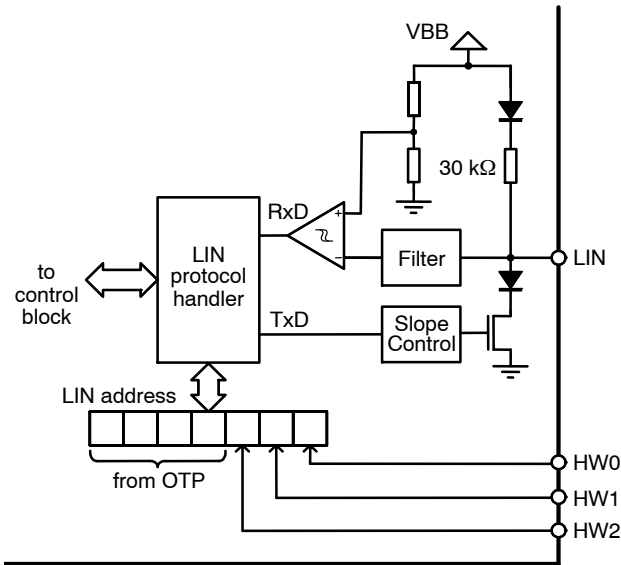 VBB
30 kΩ
RxD
+
−
LIN
protocol
handler
Filter
LIN
to
control
block
TxD
Slope
Control
LIN address
from OTP
HW0
HW1
HW2